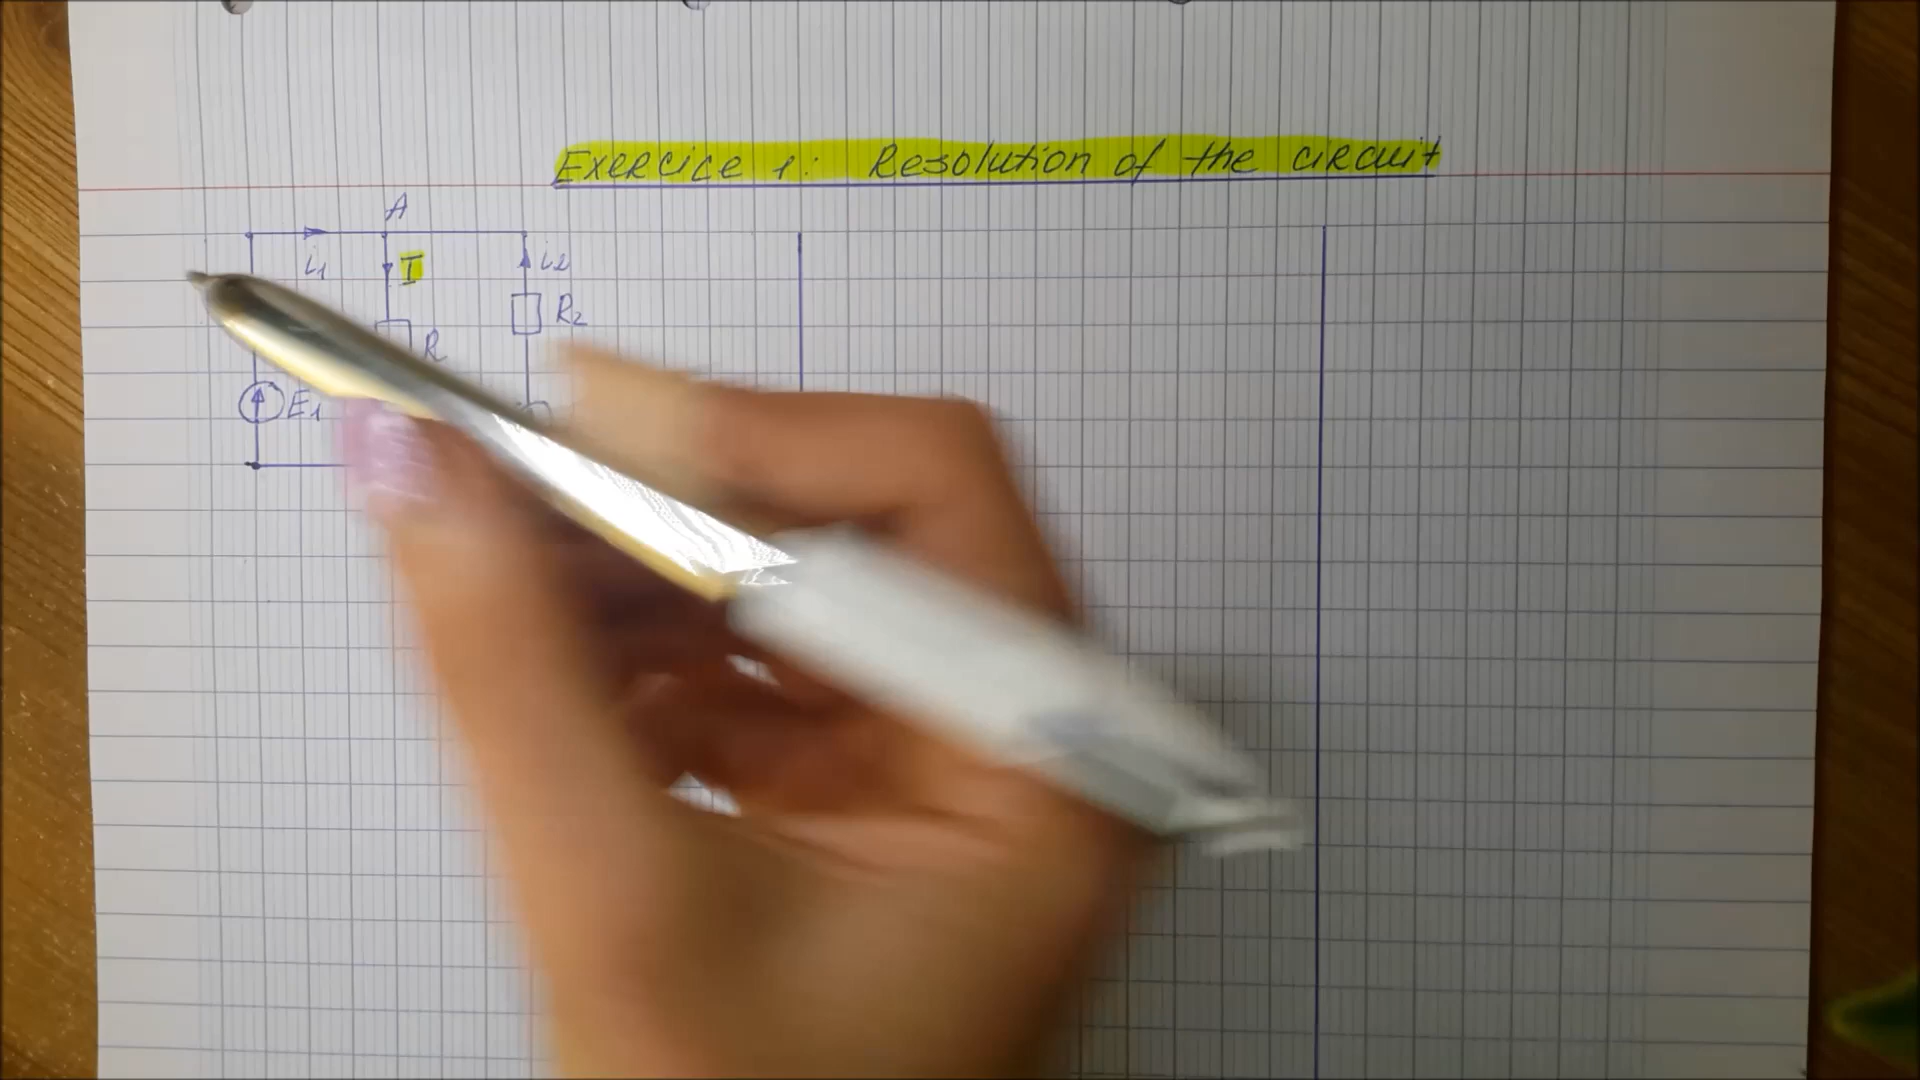 Exercice 1: Resolution of the circuit
A
i1
I
i2
R2
R
E1